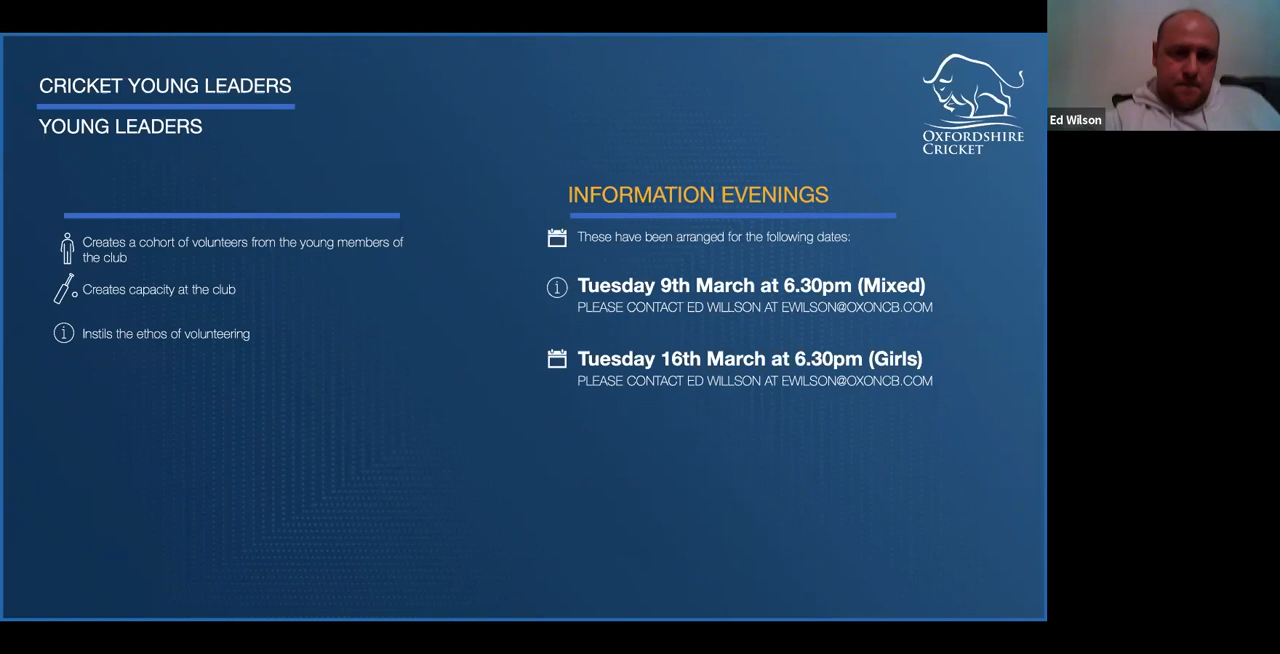 CRICKET YOUNG LEADERS
YOUNG LEADERS
OXFORDSHIRE
CRICKET
Ed Wilson
Creates a cohort of volunteers from the young members of
the club
Creates capacity at the club
Instils the ethos of volunteering
INFORMATION EVENINGS
These have been arranged for the following dates:
Tuesday 9th March at 6.30pm (Mixed)
PLEASE CONTACT ED WILLSON AT EWILSON@OXONCB.COM
Tuesday 16th March at 6.30pm (Girls)
PLEASE CONTACT ED WILLSON AT EWILSON@OXONCB.COM